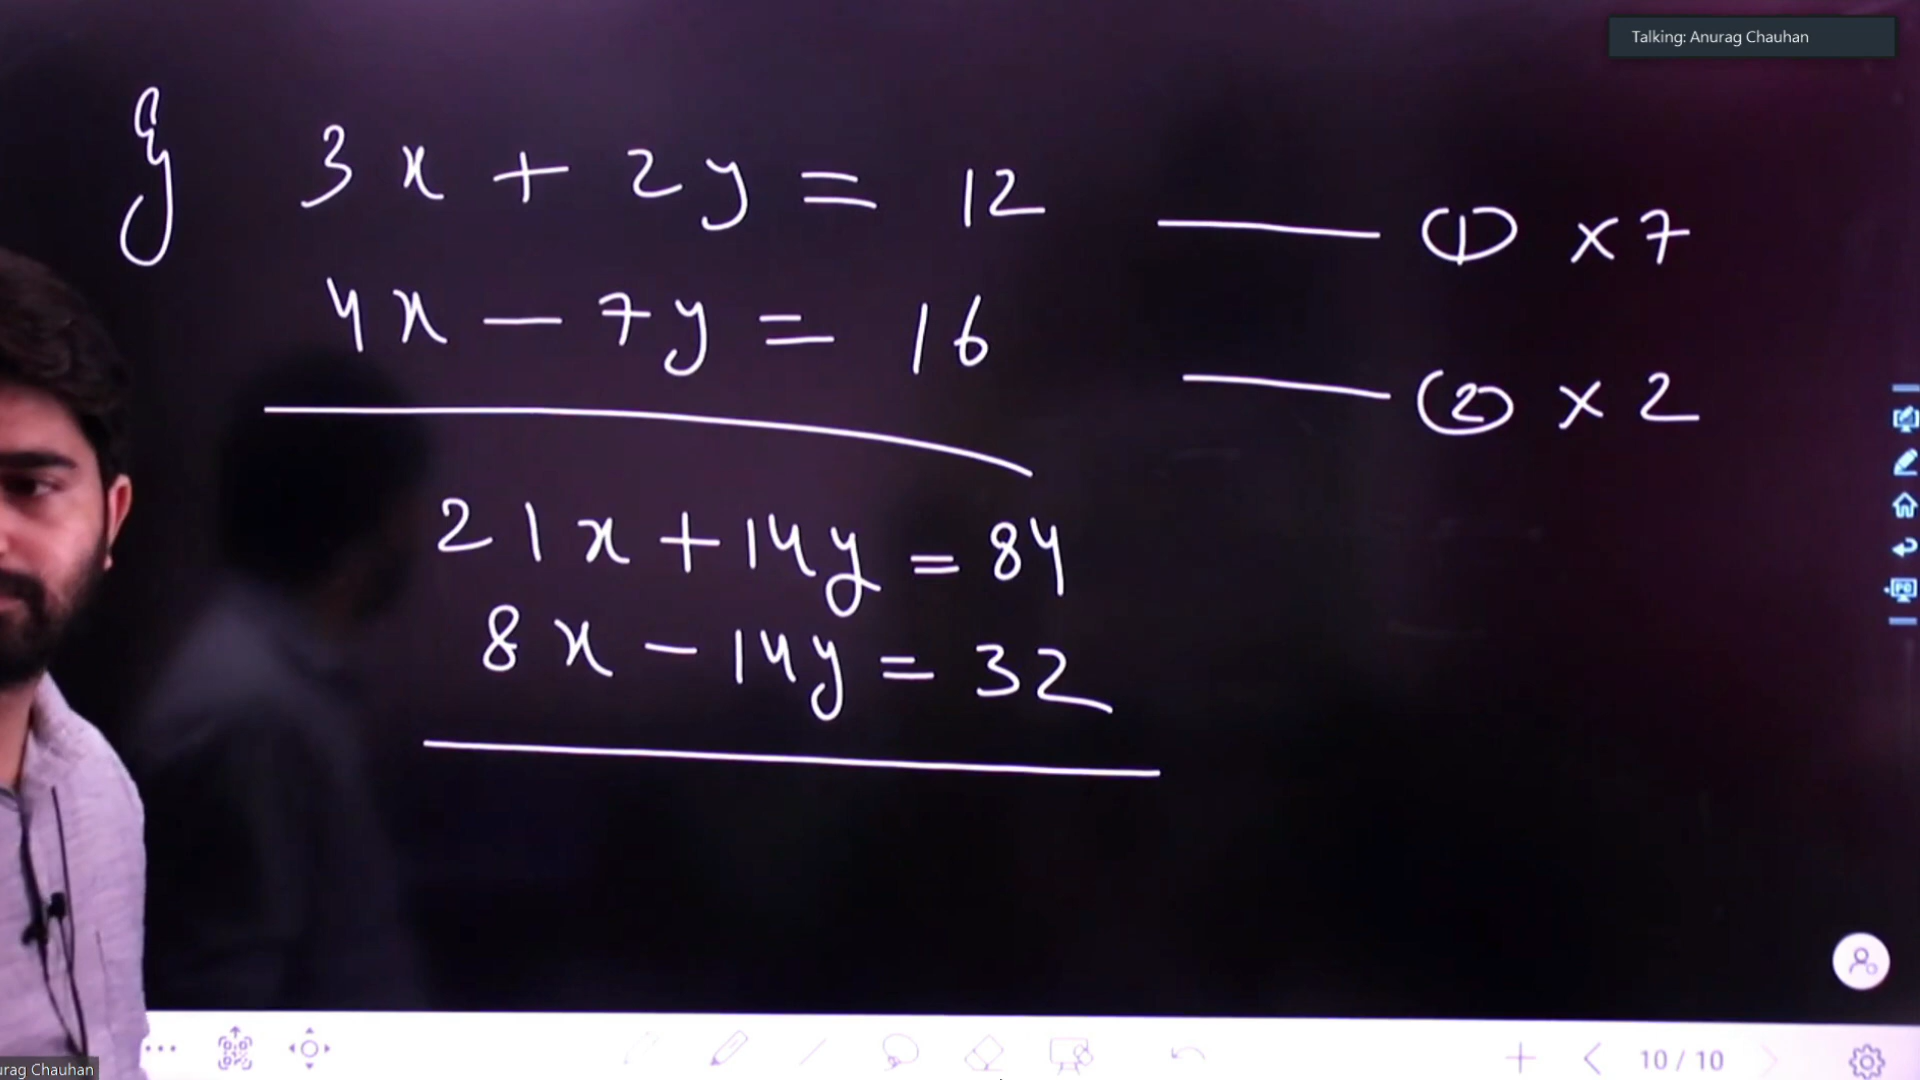 Talking: Anurag Chauhan
3x + 2y = 12 —— ① ×7
4x − 7y = 16 —— ② × 2
21x + 14y = 84
8x − 14y = 32
urag Chauhan
10 / 10